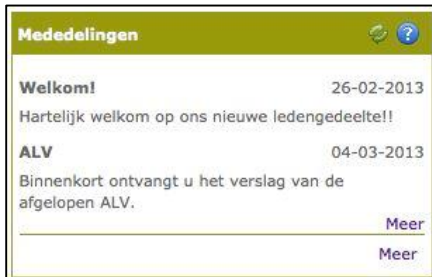 Mededelingen
Welkom! 26-02-2013
Hartelijk welkom op ons nieuwe ledengedeelte!!
ALV 04-03-2013
Binnenkort ontvangt u het verslag van de
afgelopen ALV.
Meer
Meer